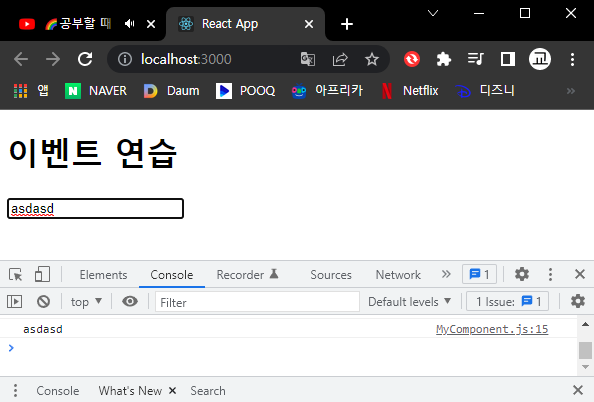 공부할 때
React App
localhost:3000
앱 NAVER Daum POOQ 아프리카 Netflix 디즈니 »
이벤트 연습
asdasd
Elements Console Recorder Sources Network » 1
top Filter Default levels 1 Issue: 1
asdasd MyComponent.js:15
>
Console What's New Search